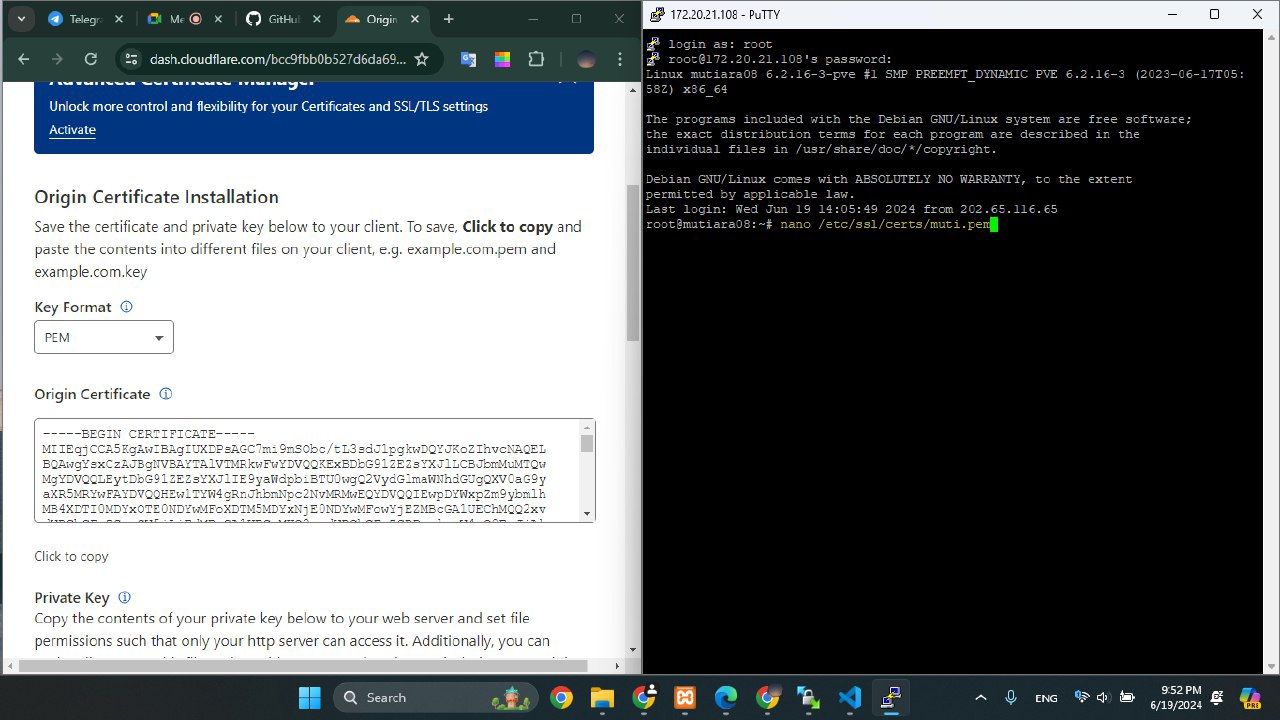 Telegr
Me
GitHul
Origin
dash.cloudflare.com/bcc9fbb0b527d6da69...
Advanced Certificate Manager
Unlock more control and flexibility for your Certificates and SSL/TLS settings
Activate
Origin Certificate Installation
Save the certificate and private key below to your client. To save, Click to copy and
paste the contents into different files on your client, e.g. example.com.pem and
example.com.key
Key Format
PEM
Origin Certificate
-----BEGIN CERTIFICATE-----
MIIEqjCCA5KgAwIBAgIUXDPsAGC7mi9mSObc/tL3sdJlpgkwDQYJKoZIhvcNAQEL
BQAwgYsxCzAJBgNVBAYTAlVTMRkwFwYDVQQKExBDbG91ZEZsYXJlLCBJbmMuMTQw
MgYDVQQLEytDbG91ZEZsYXJlIE9yaWdpbiBTU0wgQ2VydGlmaWNhdGUgQXV0aG9y
aXR5MRYwFAYDVQQHEw1TYW4gRnJhbmNpc2NvMRMwEQYDVQQIEwpDYWxpZm9ybmlh
MB4XDTI0MDYxOTE0NDYwMFoXDTM5MDYxNjE0NDYwMFowYjEZMBcGA1UEChMQQ2xv
Click to copy
Private Key
Copy the contents of your private key below to your web server and set file
permissions such that only your http server can access it. Additionally, you can
172.20.21.108 - PuTTY
login as: root
root@172.20.21.108's password:
Linux mutiara08 6.2.16-3-pve #1 SMP PREEMPT_DYNAMIC PVE 6.2.16-3 (2023-06-17T05:
58Z) x86_64
The programs included with the Debian GNU/Linux system are free software;
the exact distribution terms for each program are described in the
individual files in /usr/share/doc/*/copyright.
Debian GNU/Linux comes with ABSOLUTELY NO WARRANTY, to the extent
permitted by applicable law.
Last login: Wed Jun 19 14:05:49 2024 from 202.65.116.65
root@mutiara08:~# nano /etc/ssl/certs/muti.pem
Search
ENG
9:52 PM
6/19/2024
PRE